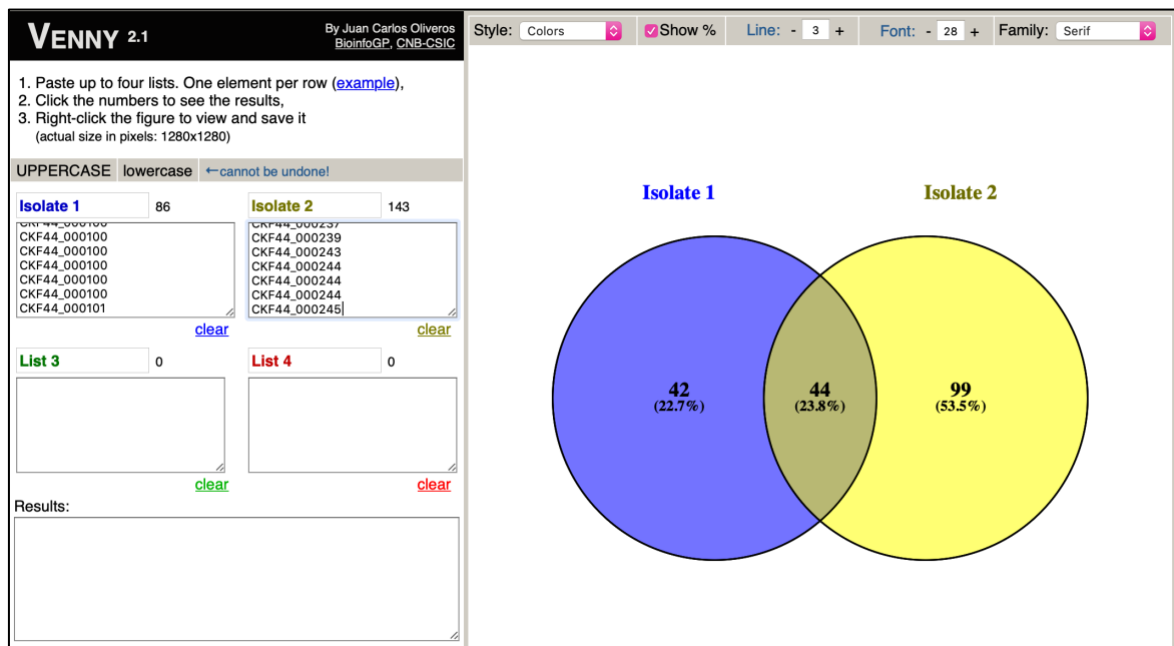 VENNY 2.1
By Juan Carlos Oliveros
BioinfoGP, CNB-CSIC
1. Paste up to four lists. One element per row (example),
2. Click the numbers to see the results,
3. Right-click the figure to view and save it
(actual size in pixels: 1280x1280)
UPPERCASE lowercase ←cannot be undone!
Isolate 1 86 Isolate 2 143
CKF44_000100
CKF44_000100
CKF44_000100
CKF44_000100
CKF44_000100
CKF44_000100
CKF44_000101
CKF44_000237
CKF44_000239
CKF44_000243
CKF44_000244
CKF44_000244
CKF44_000244
CKF44_000245
clear clear
List 3 0 List 4 0
clear clear
Results:
Style: Colors Show % Line: - 3 + Font: - 28 + Family: Serif
Isolate 1 Isolate 2
42 44 99
(22.7%) (23.8%) (53.5%)